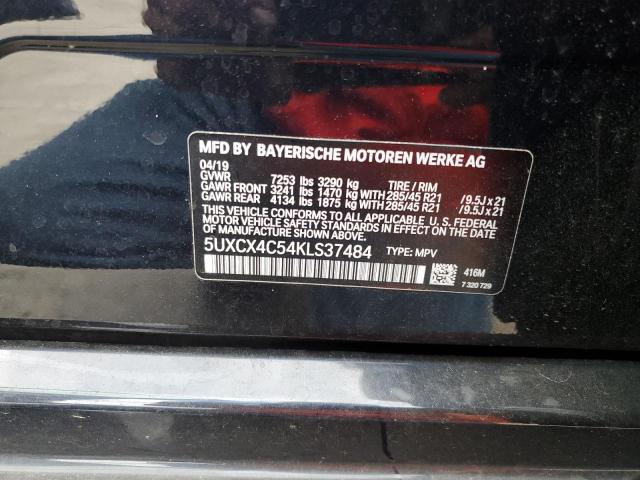 MFD BY BAYERISCHE MOTOREN WERKE AG
04/19
GVWR 7253 lbs 3290 kg TIRE / RIM
GAWR FRONT 3241 lbs 1470 kg WITH 285/45 R21 /9.5J x 21
GAWR REAR 4134 lbs 1875 kg WITH 285/45 R21 /9.5J x 21
THIS VEHICLE CONFORMS TO ALL APPLICABLE U.S. FEDERAL
MOTOR VEHICLE SAFETY STANDARDS IN EFFECT ON THE DATE
OF MANUFACTURE SHOWN ABOVE.
5UXCX4C54KLS37484 TYPE: MPV
416M
7 320 729